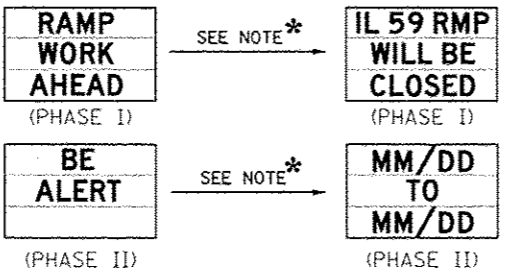 RAMP
WORK
AHEAD
(PHASE I)
SEE NOTE*
IL 59 RMP
WILL BE
CLOSED
(PHASE I)
BE
ALERT
(PHASE II)
SEE NOTE*
MM/DD
TO
MM/DD
(PHASE II)